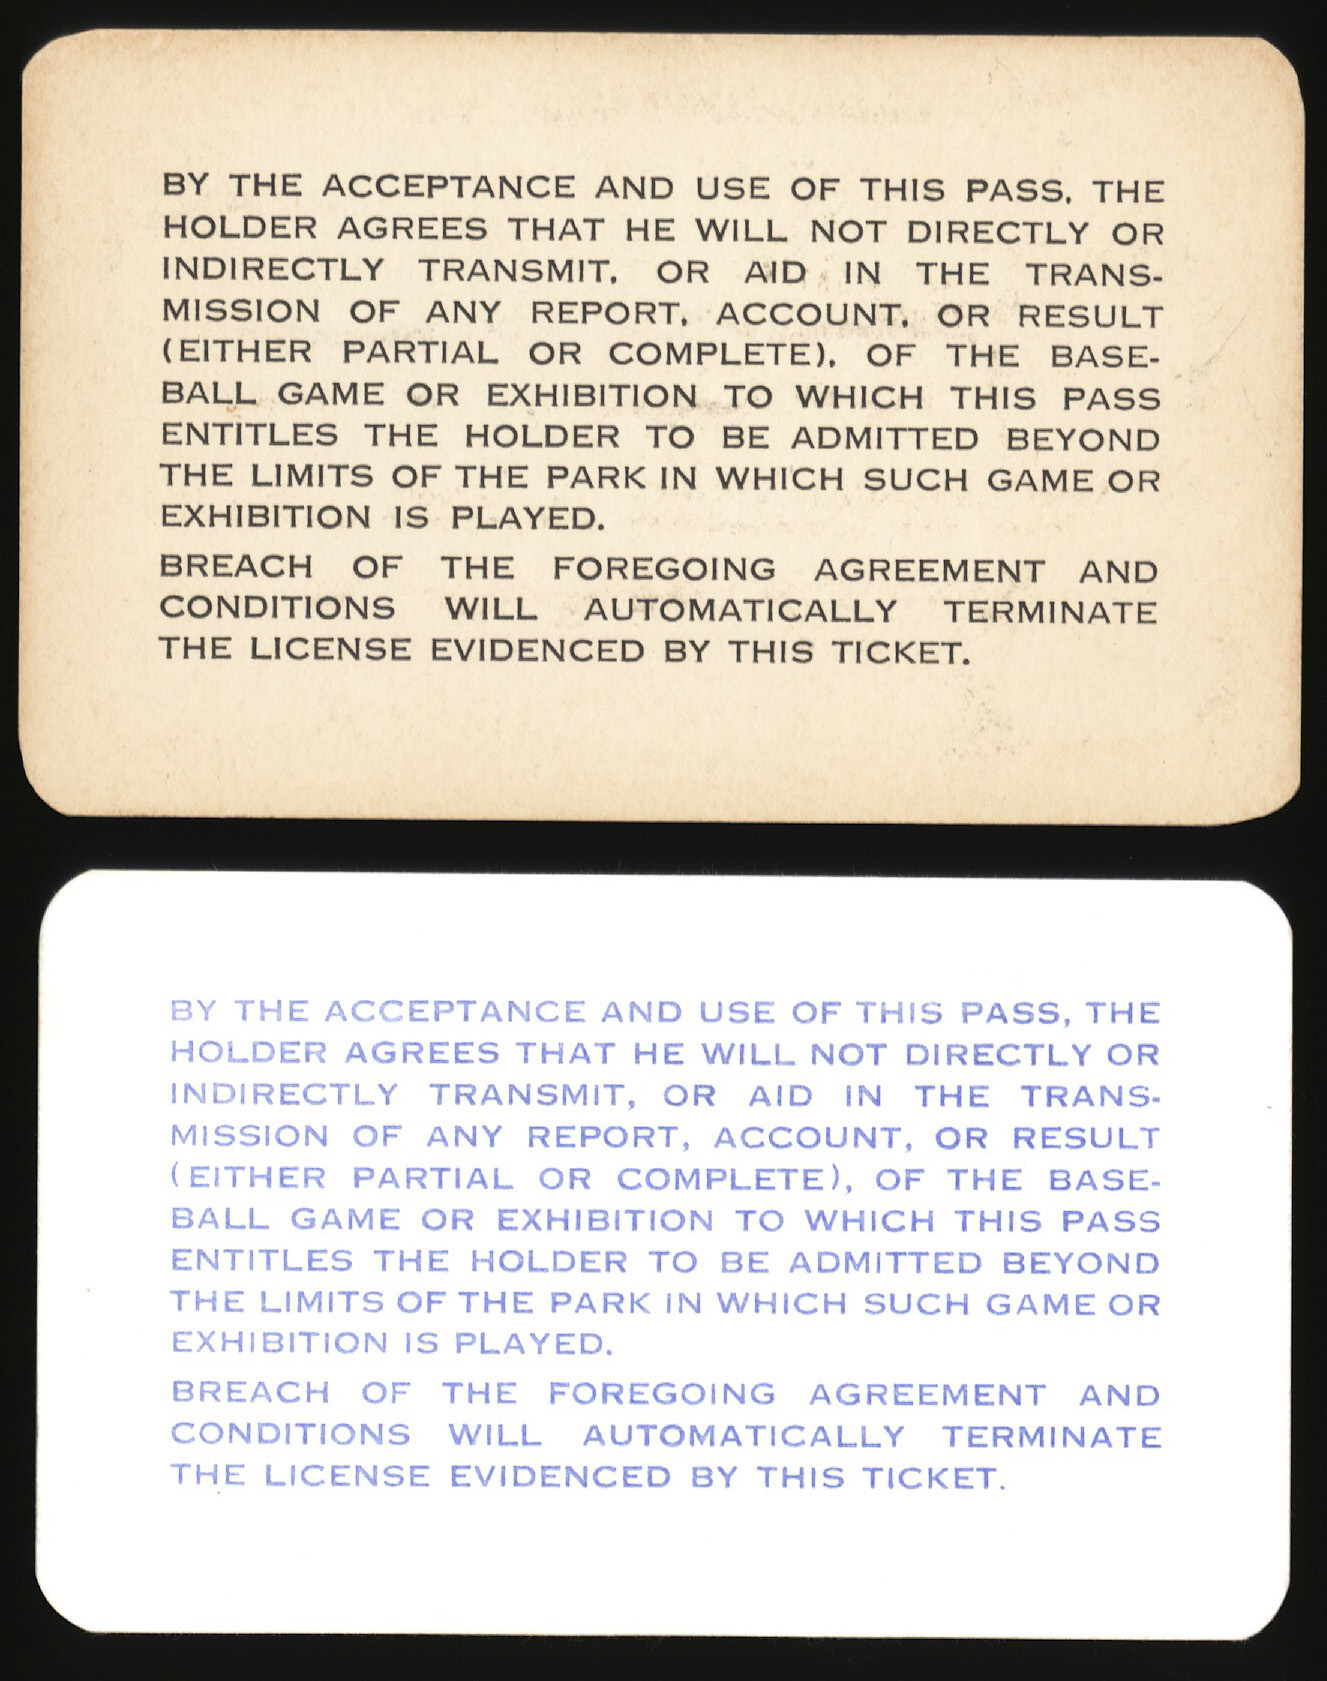 BY THE ACCEPTANCE AND USE OF THIS PASS, THE
HOLDER AGREES THAT HE WILL NOT DIRECTLY OR
INDIRECTLY TRANSMIT, OR AID IN THE TRANS-
MISSION OF ANY REPORT, ACCOUNT, OR RESULT
(EITHER PARTIAL OR COMPLETE), OF THE BASE-
BALL GAME OR EXHIBITION TO WHICH THIS PASS
ENTITLES THE HOLDER TO BE ADMITTED BEYOND
THE LIMITS OF THE PARK IN WHICH SUCH GAME OR
EXHIBITION IS PLAYED.
BREACH OF THE FOREGOING AGREEMENT AND
CONDITIONS WILL AUTOMATICALLY TERMINATE
THE LICENSE EVIDENCED BY THIS TICKET.
BY THE ACCEPTANCE AND USE OF THIS PASS, THE
HOLDER AGREES THAT HE WILL NOT DIRECTLY OR
INDIRECTLY TRANSMIT, OR AID IN THE TRANS-
MISSION OF ANY REPORT, ACCOUNT, OR RESULT
(EITHER PARTIAL OR COMPLETE), OF THE BASE-
BALL GAME OR EXHIBITION TO WHICH THIS PASS
ENTITLES THE HOLDER TO BE ADMITTED BEYOND
THE LIMITS OF THE PARK IN WHICH SUCH GAME OR
EXHIBITION IS PLAYED.
BREACH OF THE FOREGOING AGREEMENT AND
CONDITIONS WILL AUTOMATICALLY TERMINATE
THE LICENSE EVIDENCED BY THIS TICKET.